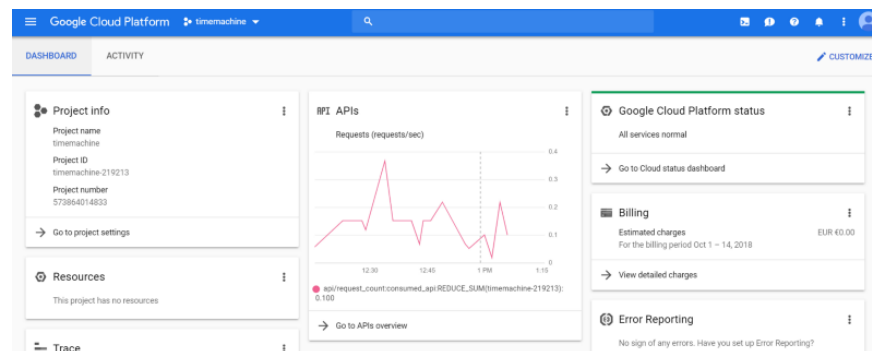 Google Cloud Platform timemachine
DASHBOARD ACTIVITY CUSTOMIZE
Project info
Project name
timemachine
Project ID
timemachine-219213
Project number
573864014833
Go to project settings
Resources
This project has no resources
Trace
API APIs
Requests (requests/sec)
0.4
0.3
0.2
0.1
0
12:30 12:45 1 PM 1:15
api/request_count:consumed_api:REDUCE_SUM(timemachine-219213):
0.100
Go to APIs overview
Google Cloud Platform status
All services normal
Go to Cloud status dashboard
Billing
Estimated charges EUR €0.00
For the billing period Oct 1 – 14, 2018
View detailed charges
Error Reporting
No sign of any errors. Have you set up Error Reporting?